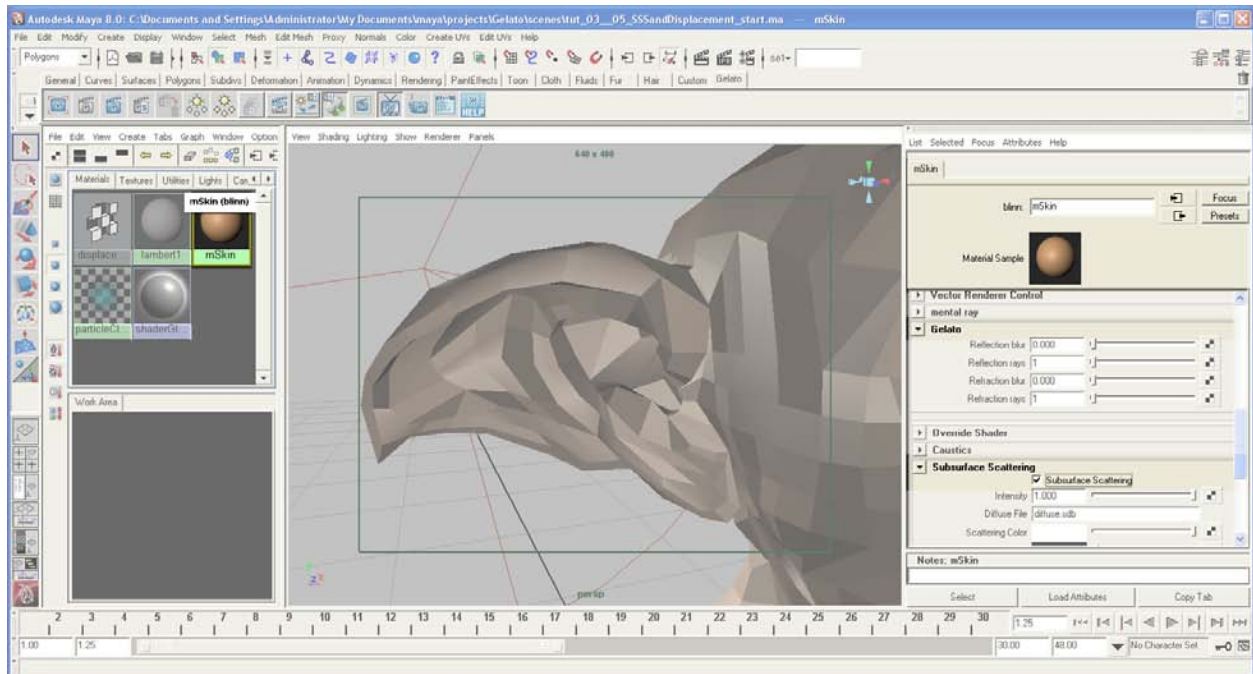 Autodesk Maya 8.0: C:\Documents and Settings\Administrator\My Documents\maya\projects\Gelato\scenes\tut_03__05_SSSandDisplacement_start.ma --- mSkin
File Edit Modify Create Display Window Select Mesh Edit Mesh Proxy Normals Color Create UVs Edit UVs Help
Polygons
sel-
General Curves Surfaces Polygons Subdivs Deformation Animation Dynamics Rendering PaintEffects Toon Cloth Fluids Fur Hair Custom Gelato
HELP
File Edit View Create Tabs Graph Window Option
Materials Textures Utilities Lights Can
mSkin (blinn)
displace lambert1 mSkin
particleCl... shaderGl...
Work Area
View Shading Lighting Show Renderer Panels
640 x 480
persp
List Selected Focus Attributes Help
mSkin
blinn: mSkin
Focus
Presets
Material Sample
Vector Renderer Control
mental ray
Gelato
Reflection blur 0.000
Reflection rays 1
Refraction blur 0.000
Refraction rays 1
Override Shader
Caustics
Subsurface Scattering
Subsurface Scattering
Intensity 1.000
Diffuse File diffuse.sdb
Scattering Color
Notes: mSkin
Select Load Attributes Copy Tab
2 3 4 5 6 7 8 9 10 11 12 13 14 15 16 17 18 19 20 21 22 23 24 25 26 27 28 29 30
1.25
1.00 1.25 30.00 48.00 No Character Set